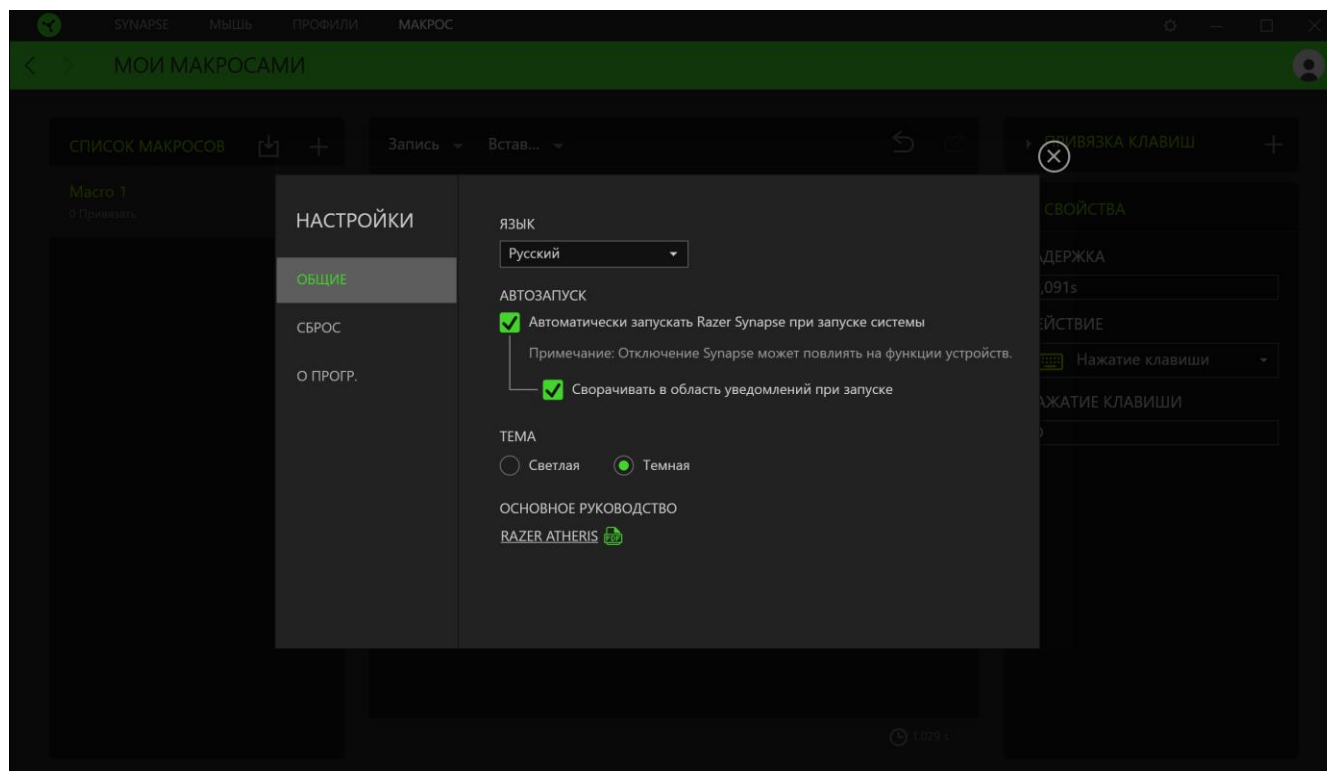 SYNAPSE МЫШЬ ПРОФИЛИ МАКРОС
МОИ МАКРОСАМИ
СПИСОК МАКРОСОВ
Запись Встав...
ПРИВЯЗКА КЛАВИШ
Macro 1
0 Привязать
НАСТРОЙКИ
ОБЩИЕ
СБРОС
О ПРОГР.
ЯЗЫК
Русский
АВТОЗАПУСК
Автоматически запускать Razer Synapse при запуске системы
Примечание: Отключение Synapse может повлиять на функции устройств.
Сворачивать в область уведомлений при запуске
ТЕМА
Светлая Темная
ОСНОВНОЕ РУКОВОДСТВО
RAZER ATHERIS PDF
СВОЙСТВА
ДЕРЖКА
,091s
ЙСТВИЕ
Нажатие клавиши
ЖАТИЕ КЛАВИШИ
1.029 s